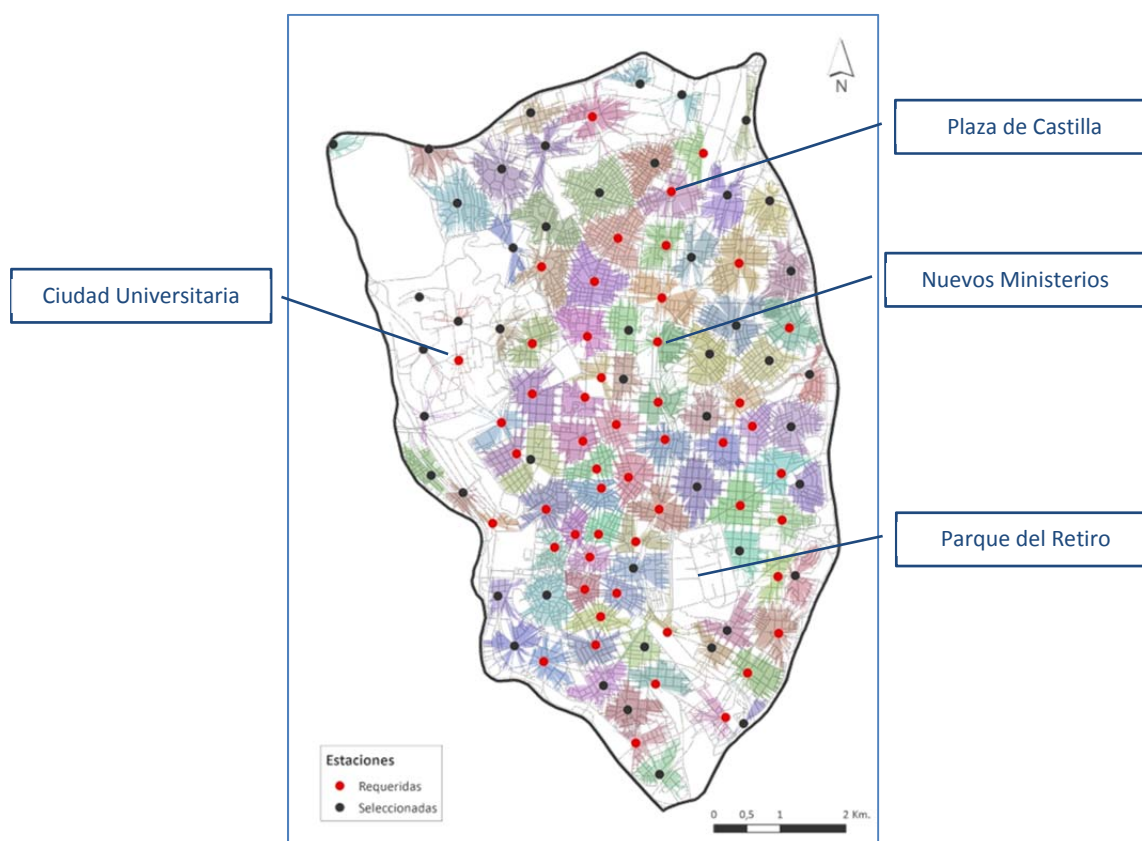 N
Plaza de Castilla
Ciudad Universitaria
Nuevos Ministerios
Parque del Retiro
Estaciones
Requeridas
Seleccionadas
0 0,5 1 2 Km.